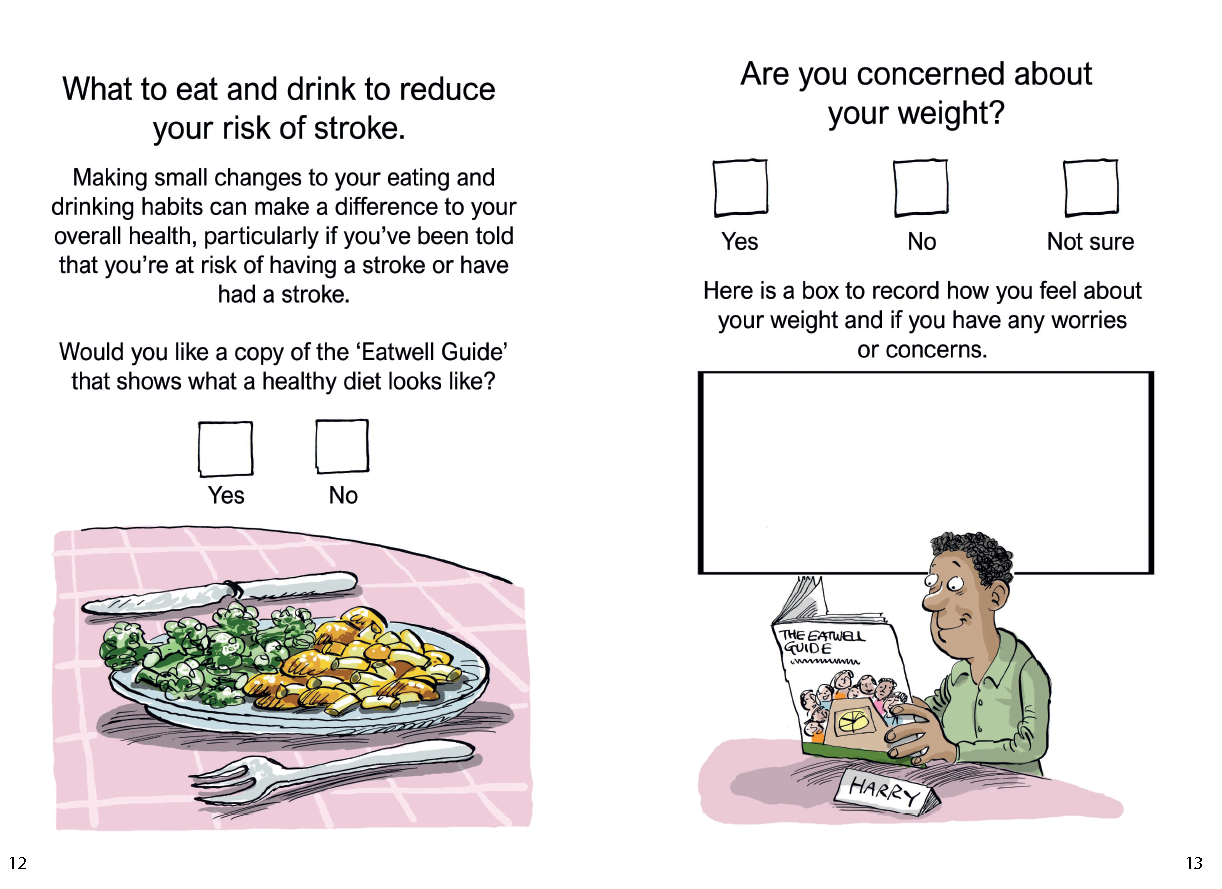 What to eat and drink to reduce
your risk of stroke.
Making small changes to your eating and
drinking habits can make a difference to your
overall health, particularly if you’ve been told
that you’re at risk of having a stroke or have
had a stroke.
Would you like a copy of the ‘Eatwell Guide’
that shows what a healthy diet looks like?
Yes
No
12
Are you concerned about
your weight?
Yes
No
Not sure
Here is a box to record how you feel about
your weight and if you have any worries
or concerns.
THE EATWELL
GUIDE
HARRY
13